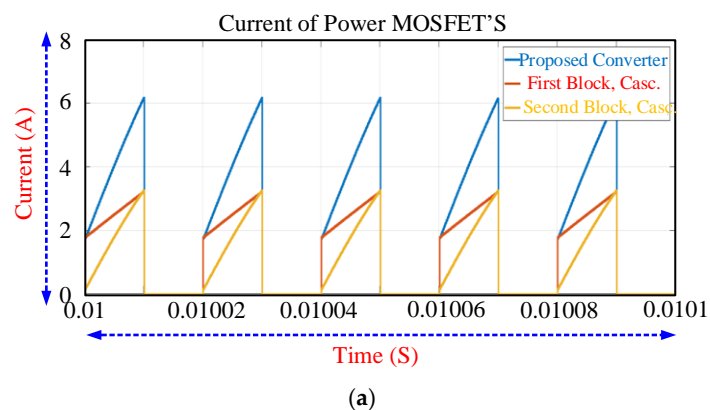 Current of Power MOSFET'S
8
6
4
2
0
Current (A)
Proposed Converter
First Block, Casc.
Second Block, Casc.
0.01 0.01002 0.01004 0.01006 0.01008 0.0101
Time (S)
(a)